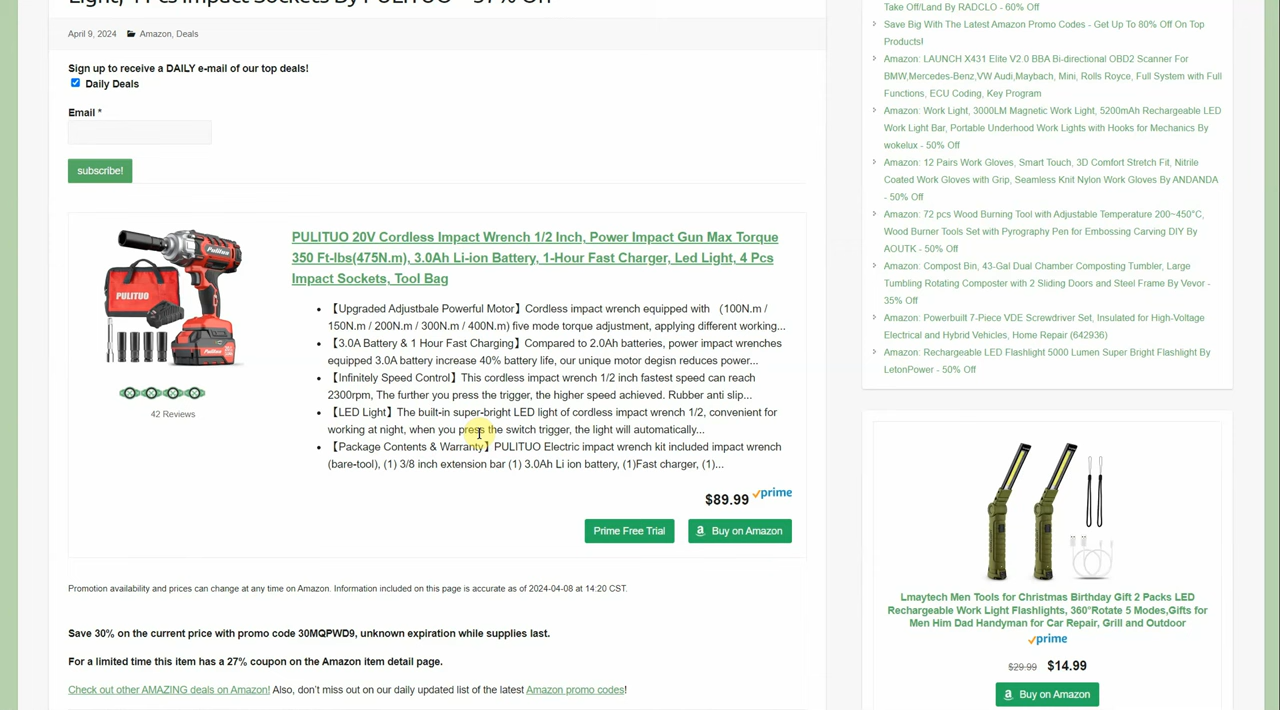 Light, 4 Pcs Impact Sockets By PULITUO – 57% Off
April 9, 2024 Amazon, Deals
Sign up to receive a DAILY e-mail of our top deals!
Daily Deals
Email *
subscribe!
PULITUO
Pulituo
Pulituo
42 Reviews
PULITUO 20V Cordless Impact Wrench 1/2 Inch, Power Impact Gun Max Torque
350 Ft-lbs(475N.m), 3.0Ah Li-ion Battery, 1-Hour Fast Charger, Led Light, 4 Pcs
Impact Sockets, Tool Bag
• 【Upgraded Adjustbale Powerful Motor】Cordless impact wrench equipped with （100N.m /
150N.m / 200N.m / 300N.m / 400N.m) five mode torque adjustment, applying different working...
• 【3.0A Battery & 1 Hour Fast Charging】Compared to 2.0Ah batteries, power impact wrenches
equipped 3.0A battery increase 40% battery life, our unique motor degisn reduces power...
• 【Infinitely Speed Control】This cordless impact wrench 1/2 inch fastest speed can reach
2300rpm, The further you press the trigger, the higher speed achieved. Rubber anti slip...
• 【LED Light】The built-in super-bright LED light of cordless impact wrench 1/2, convenient for
working at night, when you press the switch trigger, the light will automatically...
• 【Package Contents & Warranty】PULITUO Electric impact wrench kit included impact wrench
(bare-tool), (1) 3/8 inch extension bar (1) 3.0Ah Li ion battery, (1)Fast charger, (1)...
$89.99 prime
Prime Free Trial
Buy on Amazon
Promotion availability and prices can change at any time on Amazon. Information included on this page is accurate as of 2024-04-08 at 14:20 CST.
Save 30% on the current price with promo code 30MQPWD9, unknown expiration while supplies last.
For a limited time this item has a 27% coupon on the Amazon item detail page.
Check out other AMAZING deals on Amazon! Also, don't miss out on our daily updated list of the latest Amazon promo codes!
Take Off/Land By RADCLO - 60% Off
Save Big With The Latest Amazon Promo Codes - Get Up To 80% Off On Top
Products!
Amazon: LAUNCH X431 Elite V2.0 BBA Bi-directional OBD2 Scanner For
BMW,Mercedes-Benz,VW Audi,Maybach, Mini, Rolls Royce, Full System with Full
Functions, ECU Coding, Key Program
Amazon: Work Light, 3000LM Magnetic Work Light, 5200mAh Rechargeable LED
Work Light Bar, Portable Underhood Work Lights with Hooks for Mechanics By
wokelux - 50% Off
Amazon: 12 Pairs Work Gloves, Smart Touch, 3D Comfort Stretch Fit, Nitrile
Coated Work Gloves with Grip, Seamless Knit Nylon Work Gloves By ANDANDA
- 50% Off
Amazon: 72 pcs Wood Burning Tool with Adjustable Temperature 200~450°C,
Wood Burner Tools Set with Pyrography Pen for Embossing Carving DIY By
AOUTK - 50% Off
Amazon: Compost Bin, 43-Gal Dual Chamber Composting Tumbler, Large
Tumbling Rotating Composter with 2 Sliding Doors and Steel Frame By Vevor -
35% Off
Amazon: Powerbuilt 7-Piece VDE Screwdriver Set, Insulated for High-Voltage
Electrical and Hybrid Vehicles, Home Repair (642936)
Amazon: Rechargeable LED Flashlight 5000 Lumen Super Bright Flashlight By
LetonPower - 50% Off
Lmaytech Men Tools for Christmas Birthday Gift 2 Packs LED
Rechargeable Work Light Flashlights, 360°Rotate 5 Modes,Gifts for
Men Him Dad Handyman for Car Repair, Grill and Outdoor
prime
$29.99 $14.99
Buy on Amazon